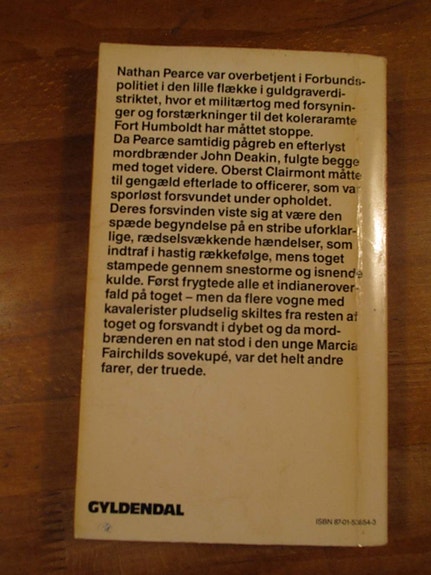 Nathan Pearce var overbetjent i Forbunds-
politiet i den lille flække i guldgraverdi-
striktet, hvor et militærtog med forsynin-
ger og forstærkninger til det koleraramte
Fort Humboldt har måttet stoppe.
Da Pearce samtidig pågreb en efterlyst
mordbrænder John Deakin, fulgte begge
med toget videre. Oberst Clairmont måtte
til gengæld efterlade to officerer, som var
sporløst forsvundet under opholdet.
Deres forsvinden viste sig at være den
spæde begyndelse på en stribe uforklar-
lige, rædselsvækkende hændelser, som
indtraf i hastig rækkefølge, mens toget
stampede gennem snestorme og isnende
kulde. Først frygtede alle et indianerover-
fald på toget – men da flere vogne med
kavalerister pludselig skiltes fra resten af
toget og forsvandt i dybet og da mord-
brænderen en nat stod i den unge Marcia
Fairchilds sovekupé, var det helt andre
farer, der truede.
GYLDENDAL
ISBN